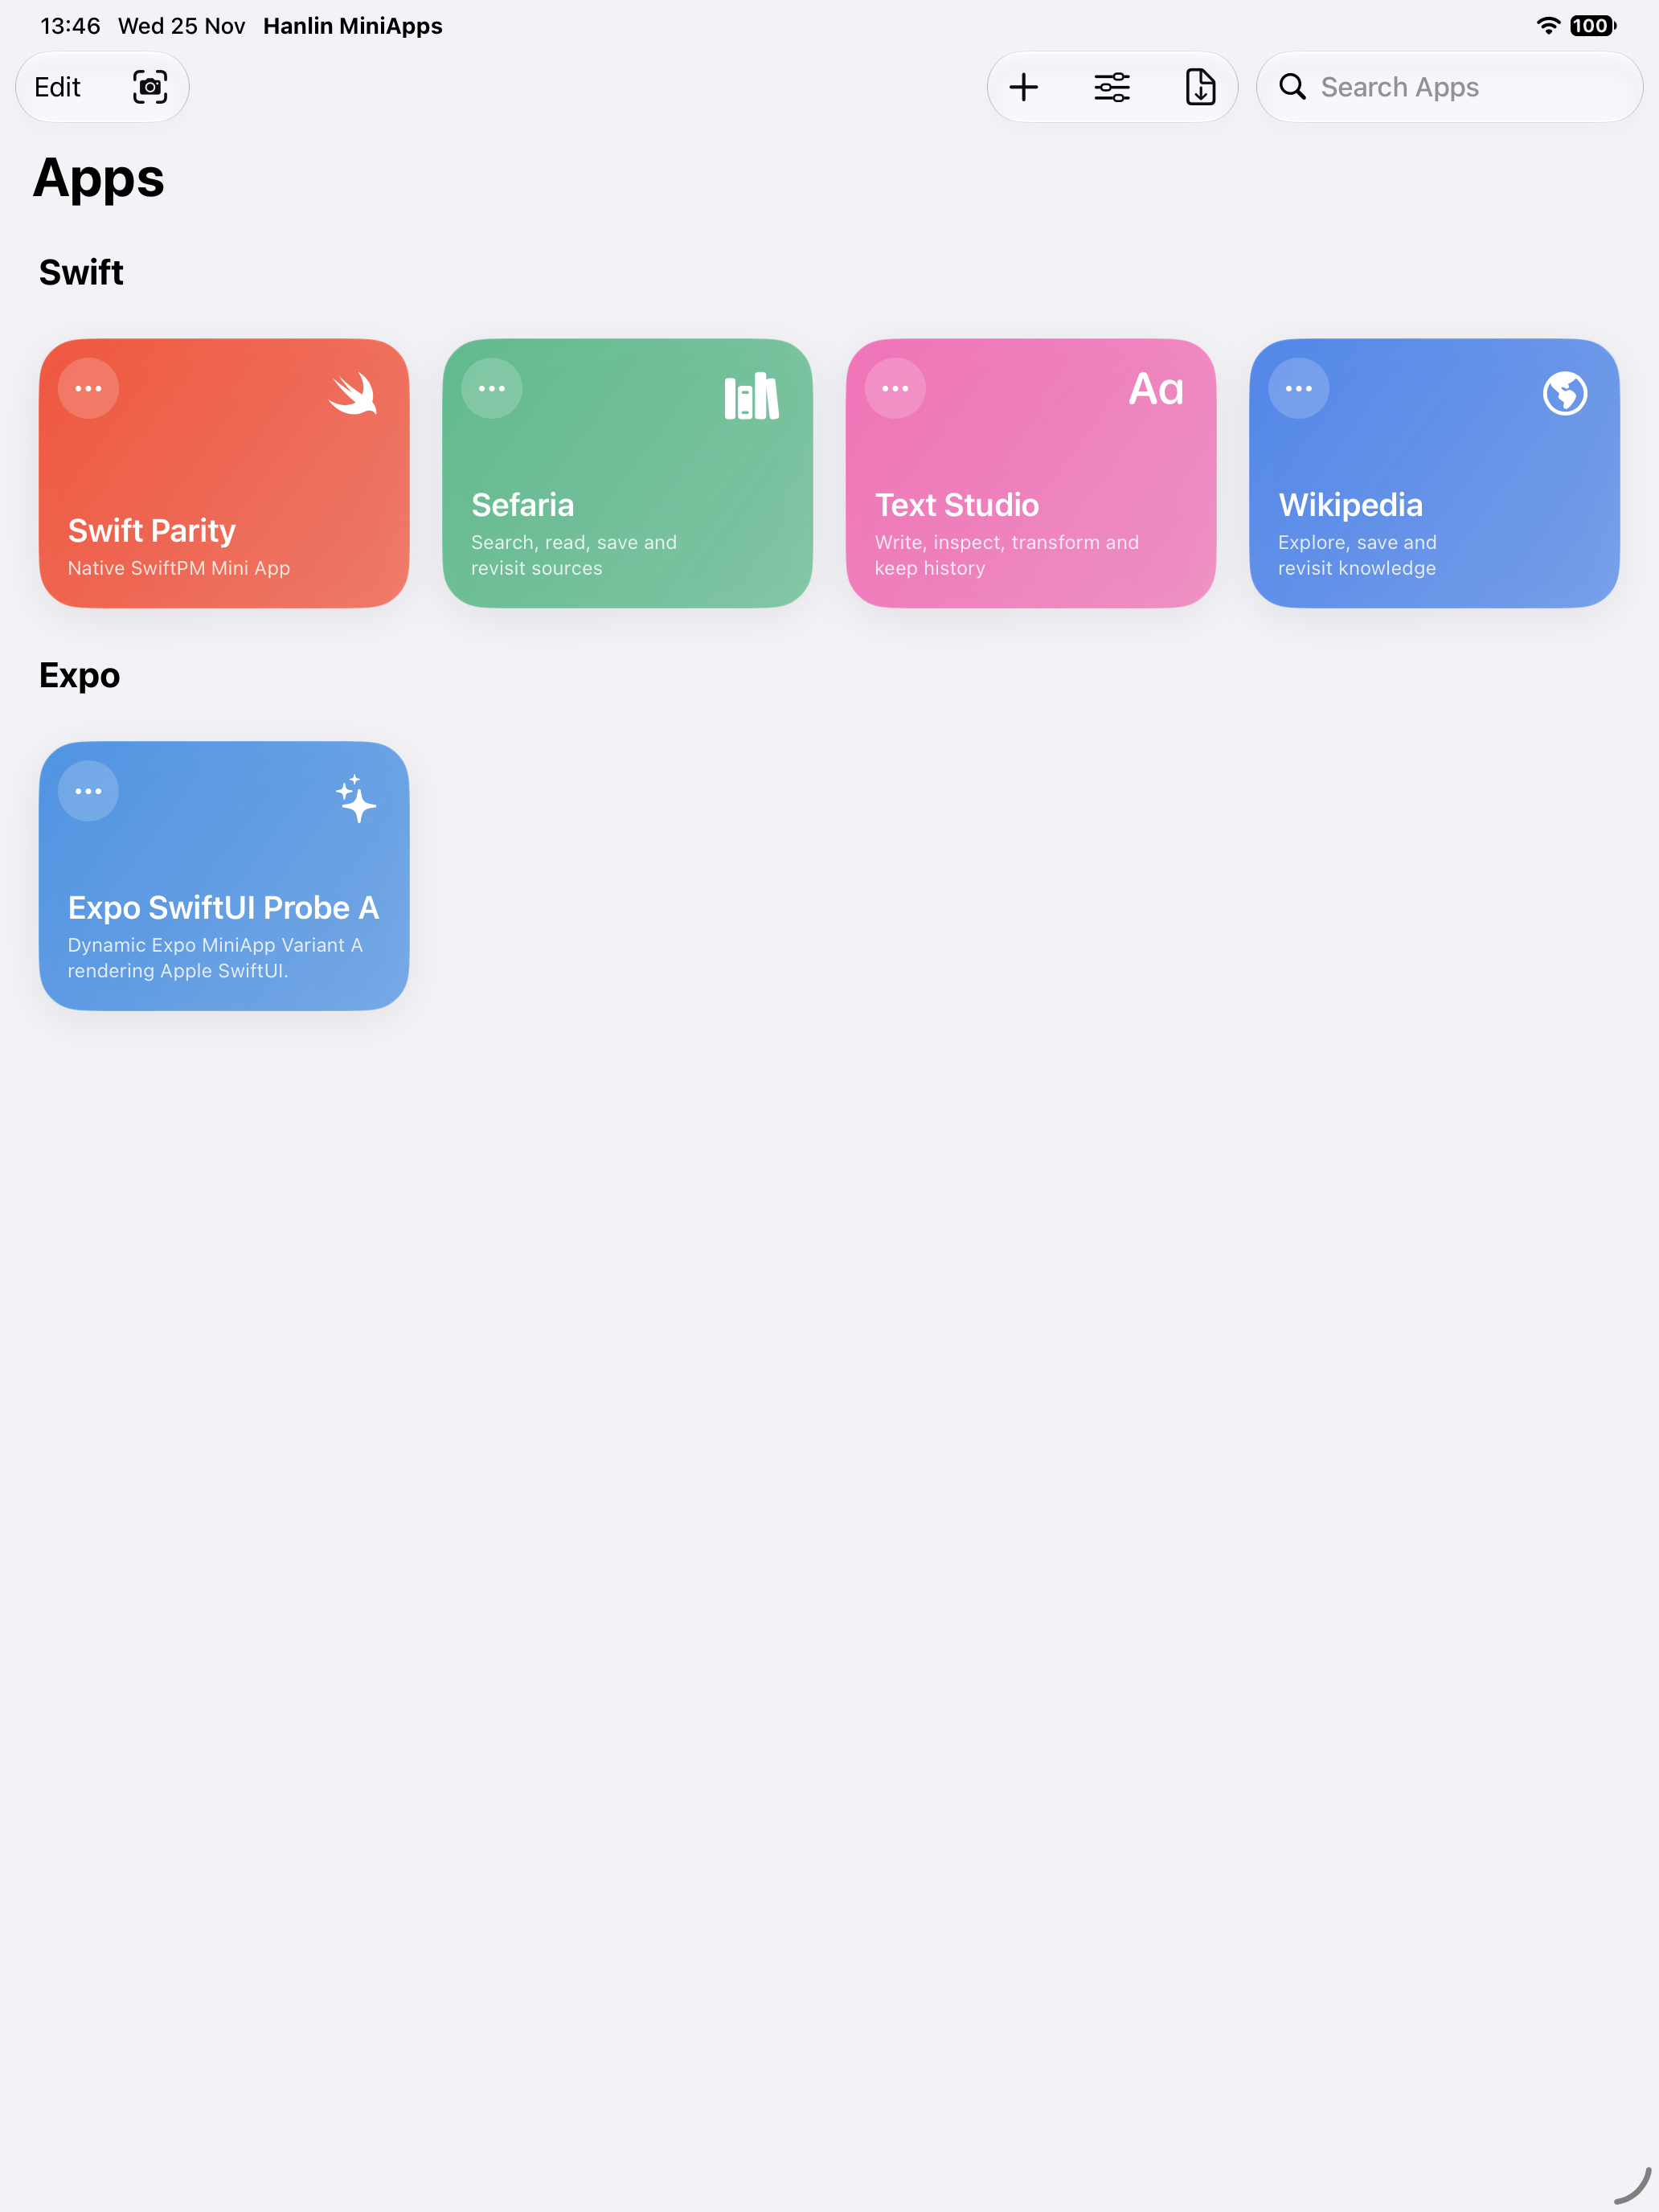 13:46 Wed 25 Nov Hanlin MiniApps
100
Edit
Search Apps
Apps
Swift
Swift Parity
Native SwiftPM Mini App
Sefaria
Search, read, save and
revisit sources
Aa
Text Studio
Write, inspect, transform and
keep history
Wikipedia
Explore, save and
revisit knowledge
Expo
Expo SwiftUI Probe A
Dynamic Expo MiniApp Variant A
rendering Apple SwiftUI.